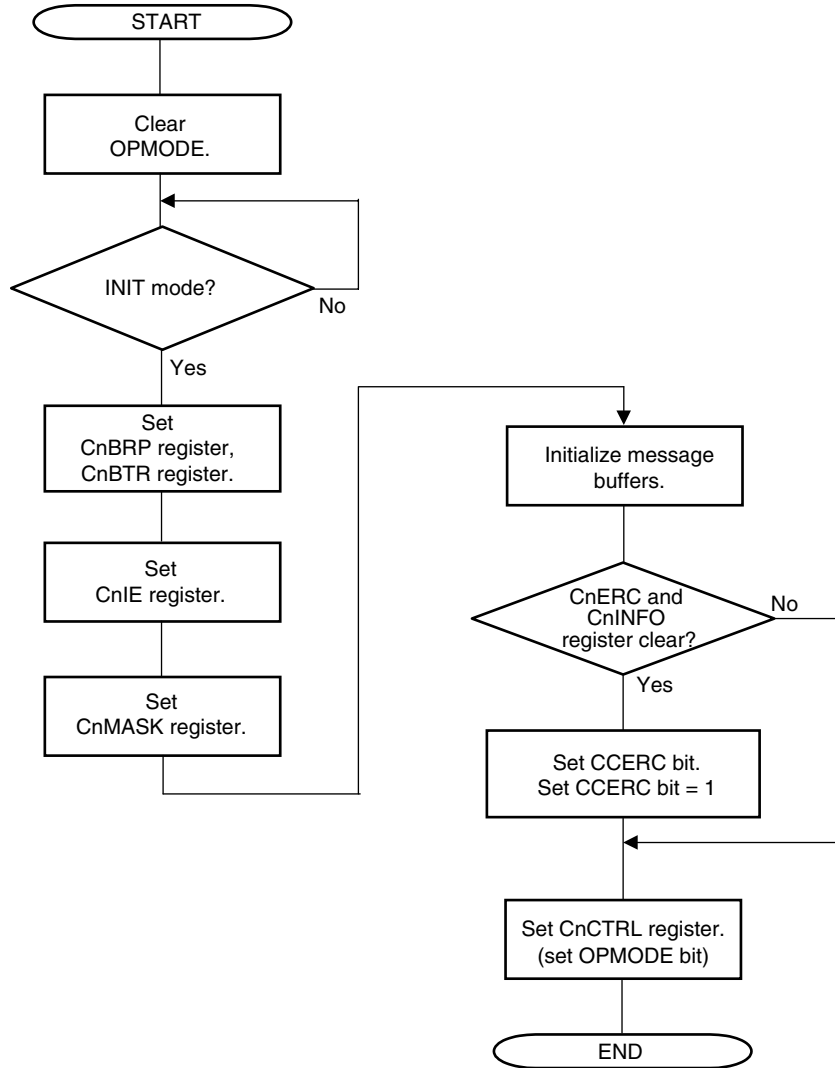 START
Clear
OPMODE.
INIT mode?
No
Yes
Set
CnBRP register,
CnBTR register.
Set
CnIE register.
Set
CnMASK register.
Initialize message
buffers.
CnERC and
CnINFO
register clear?
No
Yes
Set CCERC bit.
Set CCERC bit = 1
Set CnCTRL register.
(set OPMODE bit)
END